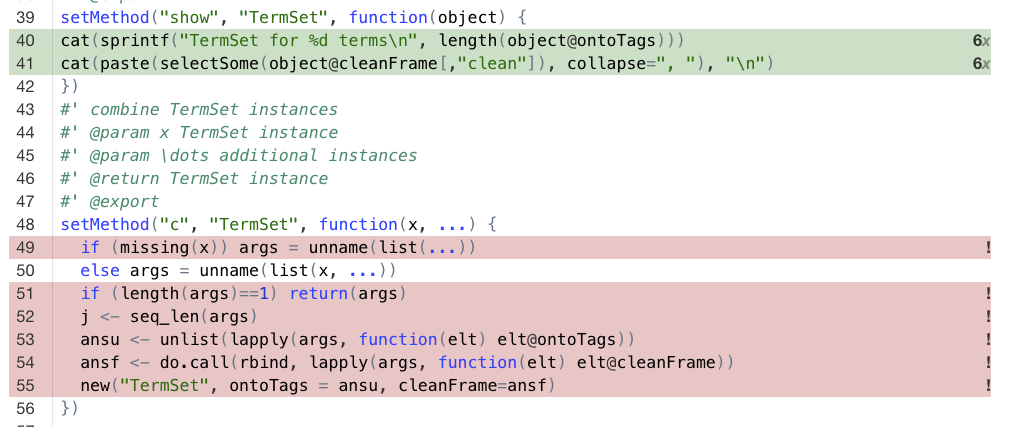 39 setMethod("show", "TermSet", function(object) {
40 cat(sprintf("TermSet for %d terms\n", length(object@ontoTags))) 6x
41 cat(paste(selectSome(object@cleanFrame[,"clean"]), collapse=", "), "\n") 6x
42 })
43 #' combine TermSet instances
44 #' @param x TermSet instance
45 #' @param \dots additional instances
46 #' @return TermSet instance
47 #' @export
48 setMethod("c", "TermSet", function(x, ...) {
49   if (missing(x)) args = unname(list(...)) !
50   else args = unname(list(x, ...))
51   if (length(args)==1) return(args) !
52   j <- seq_len(args) !
53   ansu <- unlist(lapply(args, function(elt) elt@ontoTags)) !
54   ansf <- do.call(rbind, lapply(args, function(elt) elt@cleanFrame)) !
55   new("TermSet", ontoTags = ansu, cleanFrame=ansf) !
56 })